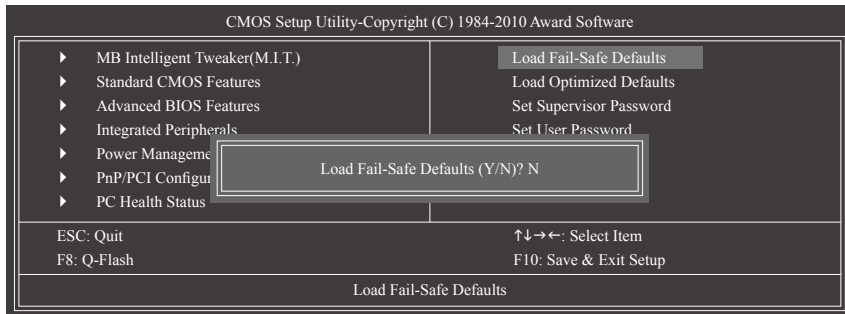 CMOS Setup Utility-Copyright (C) 1984-2010 Award Software
MB Intelligent Tweaker(M.I.T.)
Standard CMOS Features
Advanced BIOS Features
Integrated Peripherals
Power Manageme
PnP/PCI Configur
PC Health Status
Load Fail-Safe Defaults
Load Optimized Defaults
Set Supervisor Password
Set User Password
Load Fail-Safe Defaults (Y/N)? N
ESC: Quit
↑↓→←: Select Item
F8: Q-Flash
F10: Save & Exit Setup
Load Fail-Safe Defaults